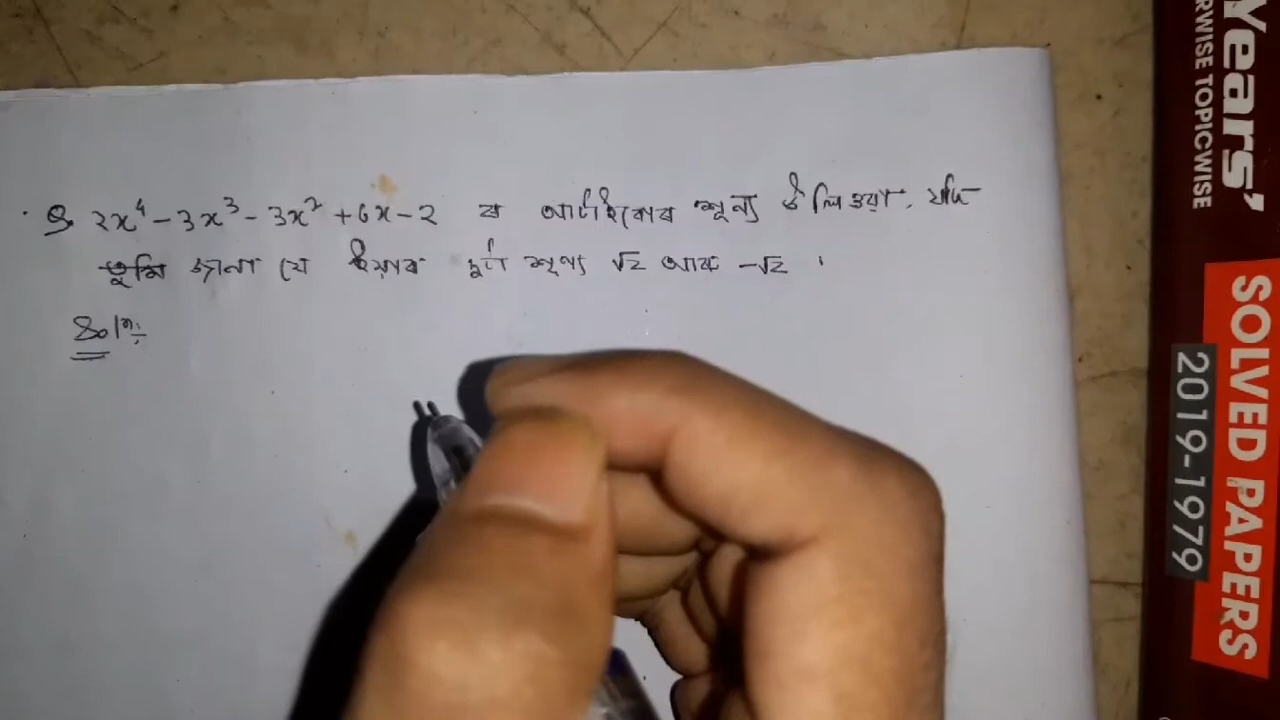 Q 2x⁴ - 3x³ - 3x² + 6x - 2 ৰ আটাইবোৰ শূন্য উলিওৱা, যদি
তুমি জানা যে ইয়াৰ দুটা শূন্য √2 আৰু -√2 ।
Solⁿ:
Years'
RWISE TOPICWISE
SOLVED PAPERS
2019-1979